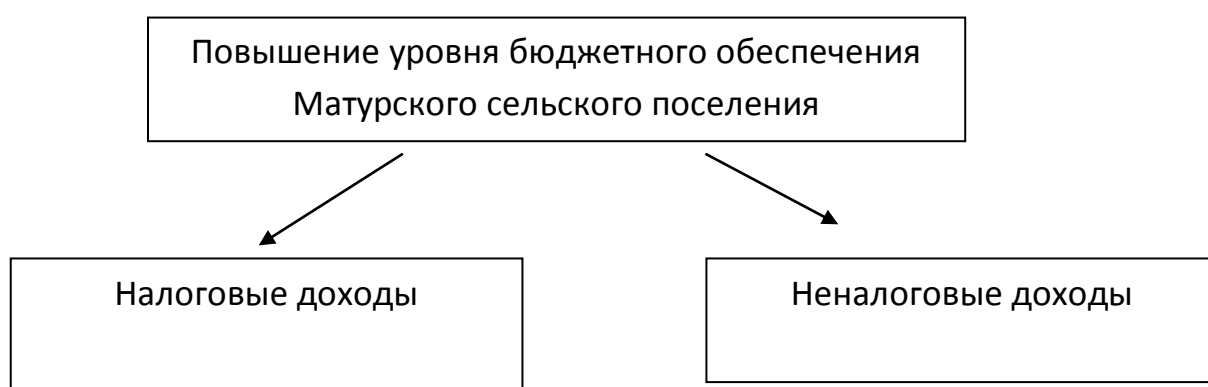 Повышение уровня бюджетного обеспечения
Матурского сельского поселения
Налоговые доходы
Неналоговые доходы